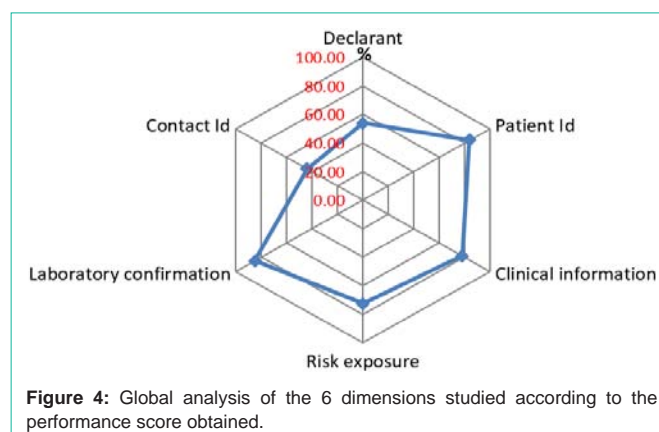 Declarant
%
100.00
80.00
60.00
40.00
20.00
0.00
Contact Id
Patient Id
Laboratory confirmation
Clinical information
Risk exposure
Figure 4: Global analysis of the 6 dimensions studied according to the
performance score obtained.